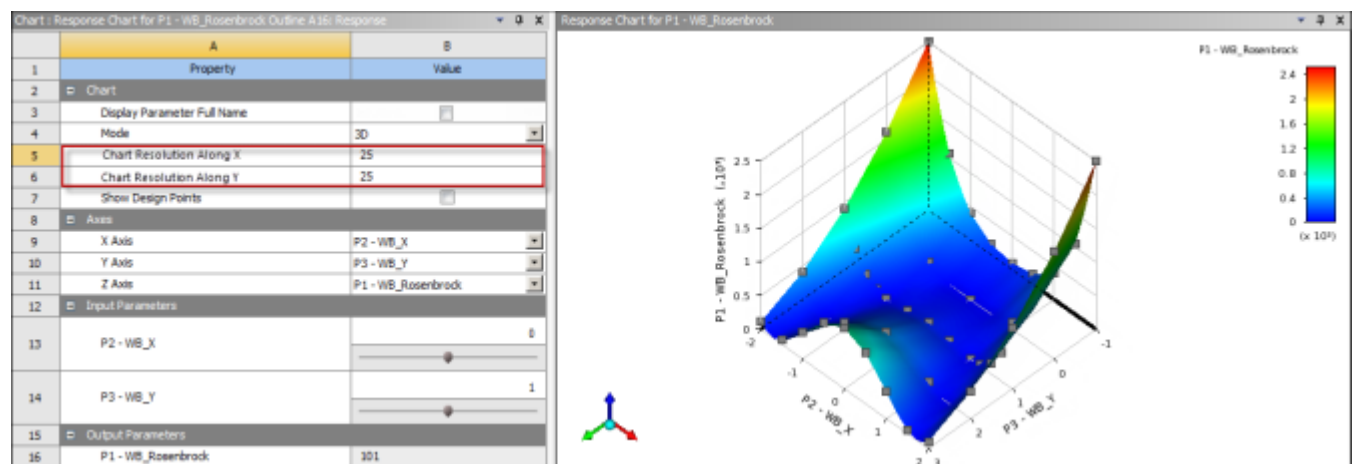 Chart : Response Chart for P1 - WB_Rosenbrock Outline A16: Response
A B
1 Property Value
2 Chart
3 Display Parameter Full Name
4 Mode 3D
5 Chart Resolution Along X 25
6 Chart Resolution Along Y 25
7 Show Design Points
8 Axes
9 X Axis P2 - WB_X
10 Y Axis P3 - WB_Y
11 Z Axis P1 - WB_Rosenbrock
12 Input Parameters
13 P2 - WB_X 0
14 P3 - WB_Y 1
15 Output Parameters
16 P1 - WB_Rosenbrock 101
Response Chart for P1 - WB_Rosenbrock
P1 - WB_Rosenbrock
2.4
2
1.6
1.2
0.8
0.4
0
(x 10³)
P1 - WB_Rosenbrock (.10³)
2.5
2
1.5
1
0.5
0
-2
-1
0
1
2
P2 - WB_X
-1
0
1
2
3
P3 - WB_Y